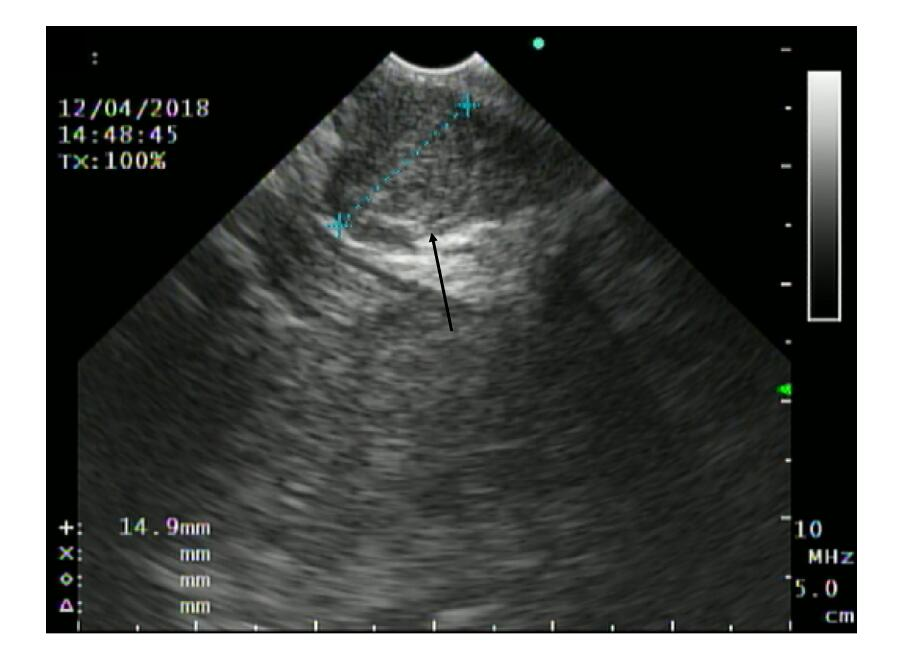 :
12/04/2018
14:48:45
TX:100%
+: 14.9mm
×: mm
◇: mm
△: mm
10
MHz
5.0
cm